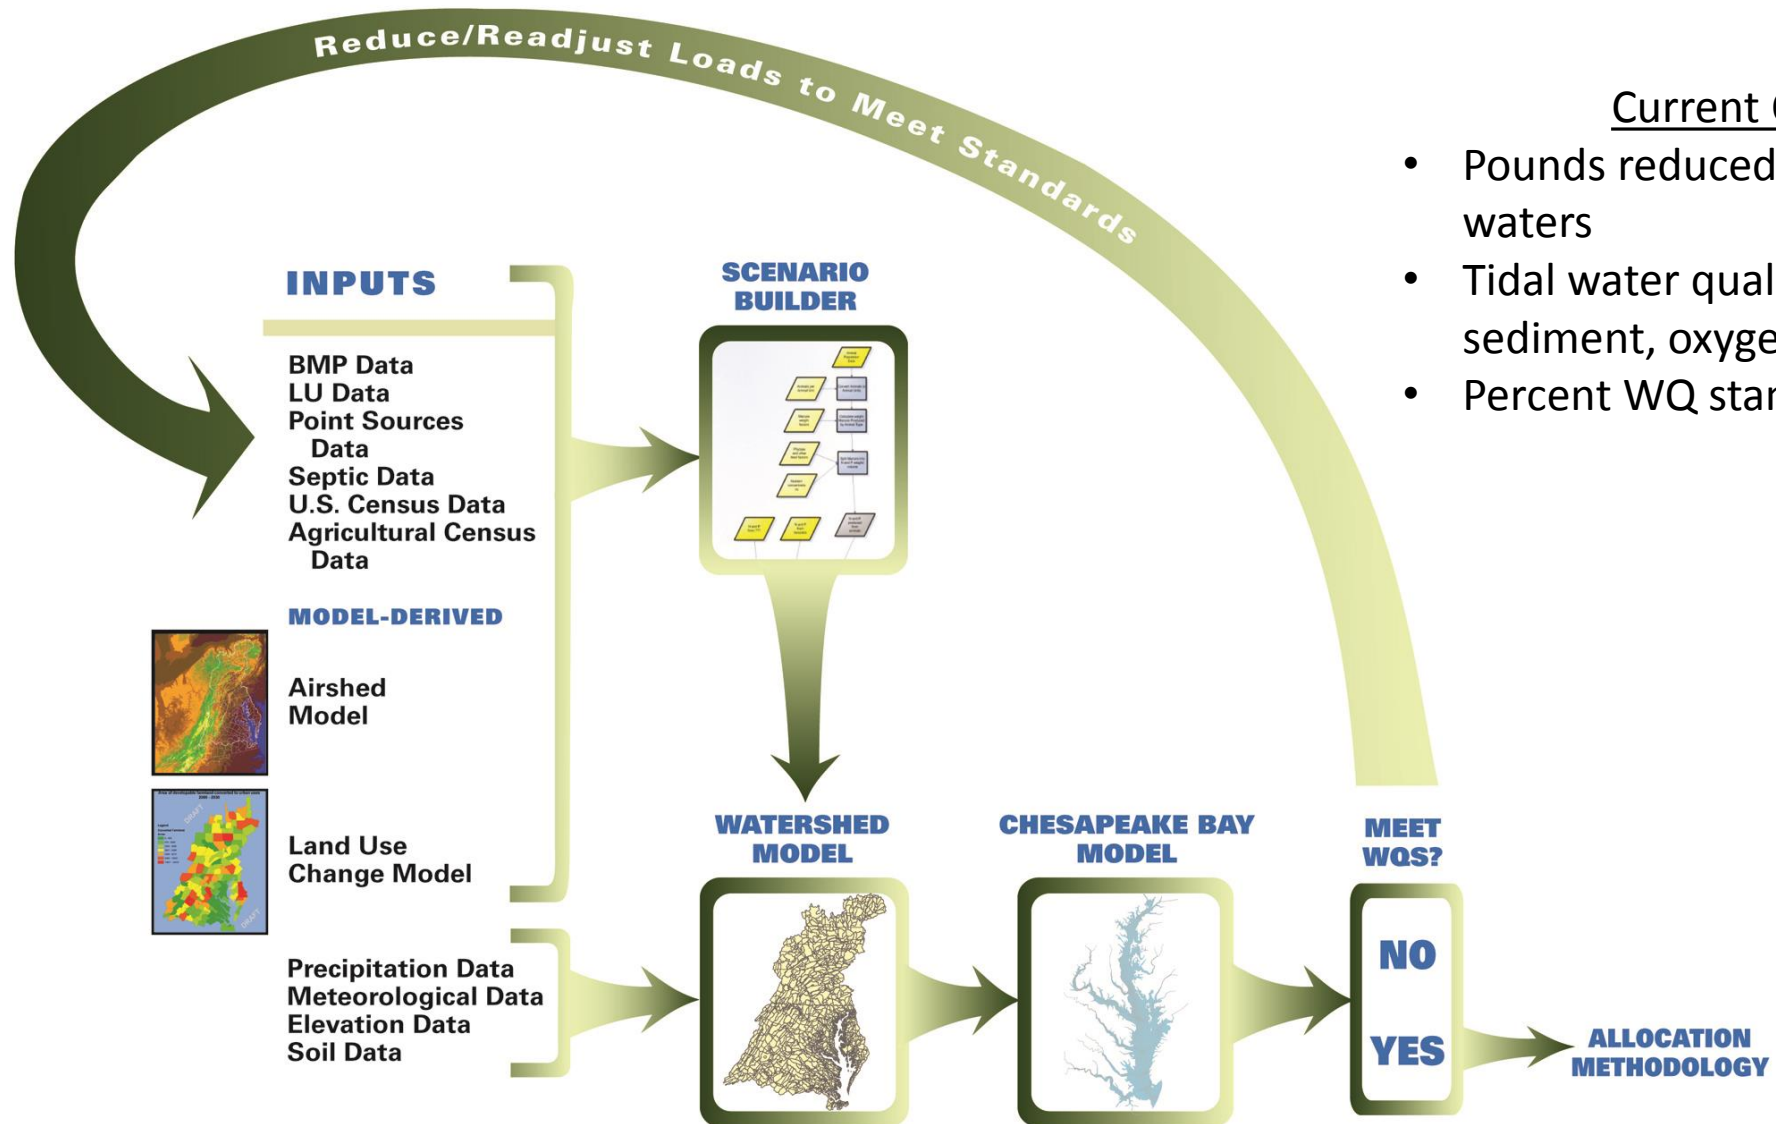 Reduce/Readjust Loads to Meet Standards
Current
• Pounds reduced
waters
• Tidal water
sediment,
• Percent WQ
INPUTS
BMP Data
LU Data
Point Sources
Data
Septic Data
U.S. Census Data
Agricultural Census
Data
MODEL-DERIVED
Airshed
Model
Land Use
Change Model
Precipitation Data
Meteorological Data
Elevation Data
Soil Data
SCENARIO
BUILDER
WATERSHED
MODEL
CHESAPEAKE BAY
MODEL
MEET
WQS?
NO
YES
ALLOCATION
METHODOLOGY
DRAFT
DRAFT